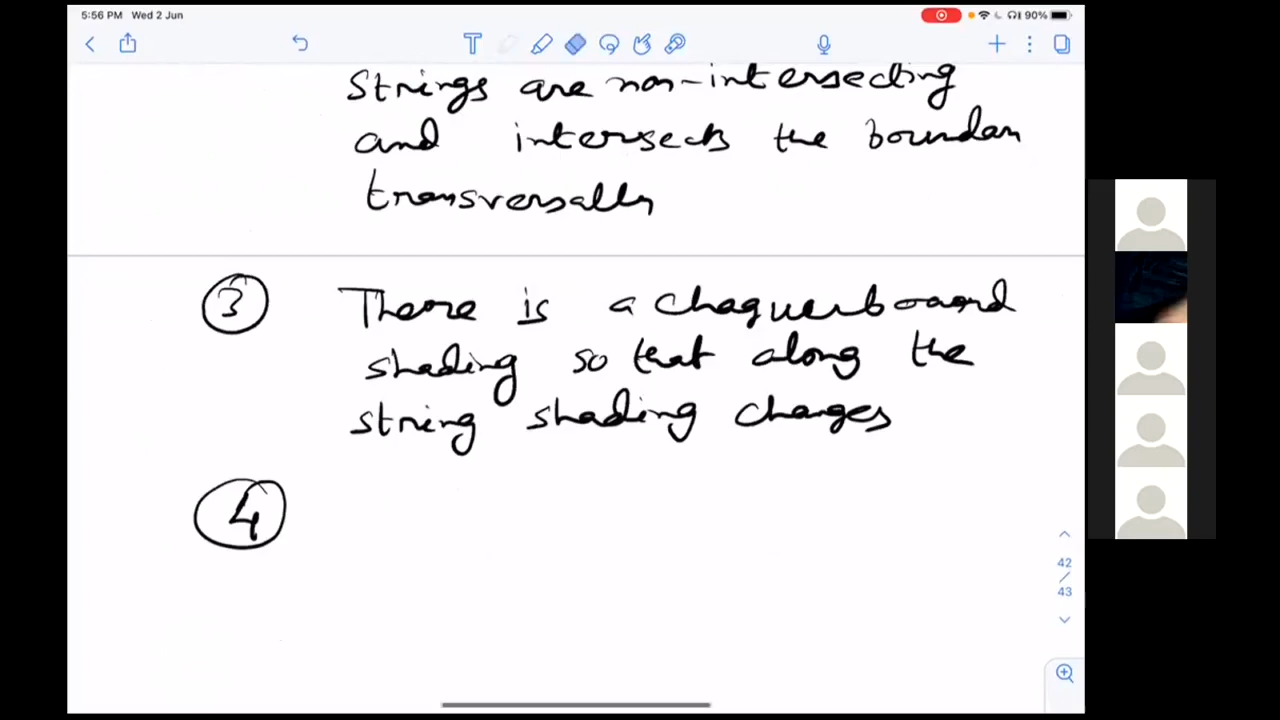 5:56 PM Wed 2 Jun
90%
Strings are non-intersecting
and intersects the boundary
transversally
3 There is a chequerboard
shading so that along the
string shading changes
4
42
/
43